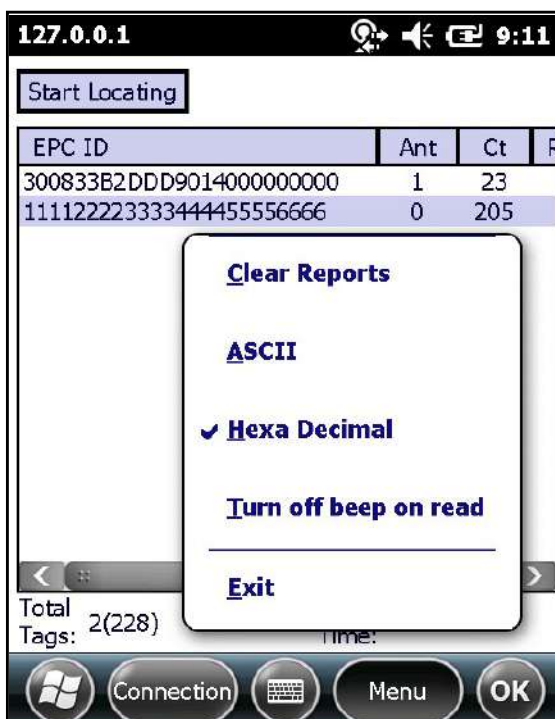 127.0.0.1 9:11
Start Locating
EPC ID Ant Ct
300833B2DDD9014000000000 1 23
111122223333444455556666 0 205
Clear Reports
ASCII
Hexa Decimal
Turn off beep on read
Exit
Total
Tags: 2(228) Time:
Connection Menu OK